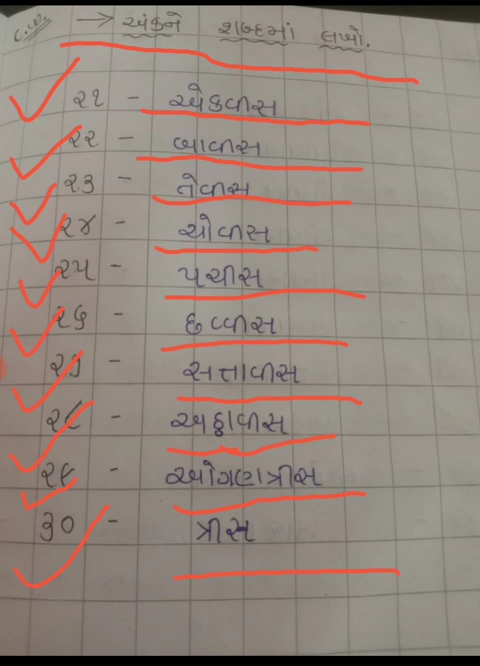 C.W. → અંકને શબ્દમાં લખો.
૨૧ - એકવીસ
૨૨ - બાવીસ
૨૩ - તેવીસ
૨૪ - ચોવીસ
૨૫ - પચીસ
૨૬ - છવ્વીસ
૨૭ - સત્તાવીસ
૨૮ - અઠ્ઠાવીસ
૨૯ - ઓગણત્રીસ
૩૦ - ત્રીસ